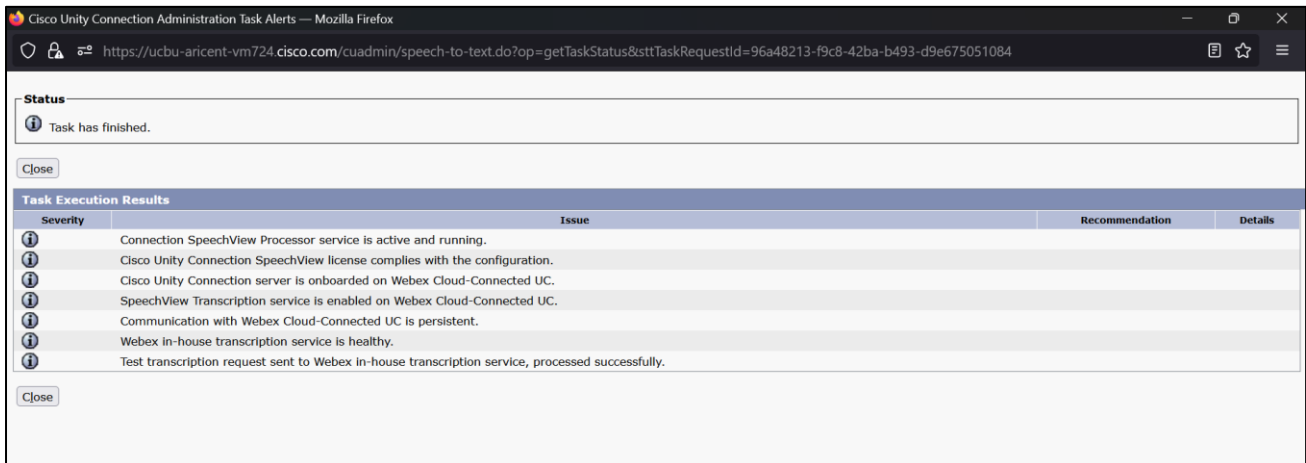 Cisco Unity Connection Administration Task Alerts — Mozilla Firefox
https://ucbu-aricent-vm724.cisco.com/cuadmin/speech-to-text.do?op=getTaskStatus&sttTaskRequestId=96a48213-f9c8-42ba-b493-d9e675051084
Status
Task has finished.
Close
Task Execution Results
Severity Issue Recommendation Details
Connection SpeechView Processor service is active and running.
Cisco Unity Connection SpeechView license complies with the configuration.
Cisco Unity Connection server is onboarded on Webex Cloud-Connected UC.
SpeechView Transcription service is enabled on Webex Cloud-Connected UC.
Communication with Webex Cloud-Connected UC is persistent.
Webex in-house transcription service is healthy.
Test transcription request sent to Webex in-house transcription service, processed successfully.
Close